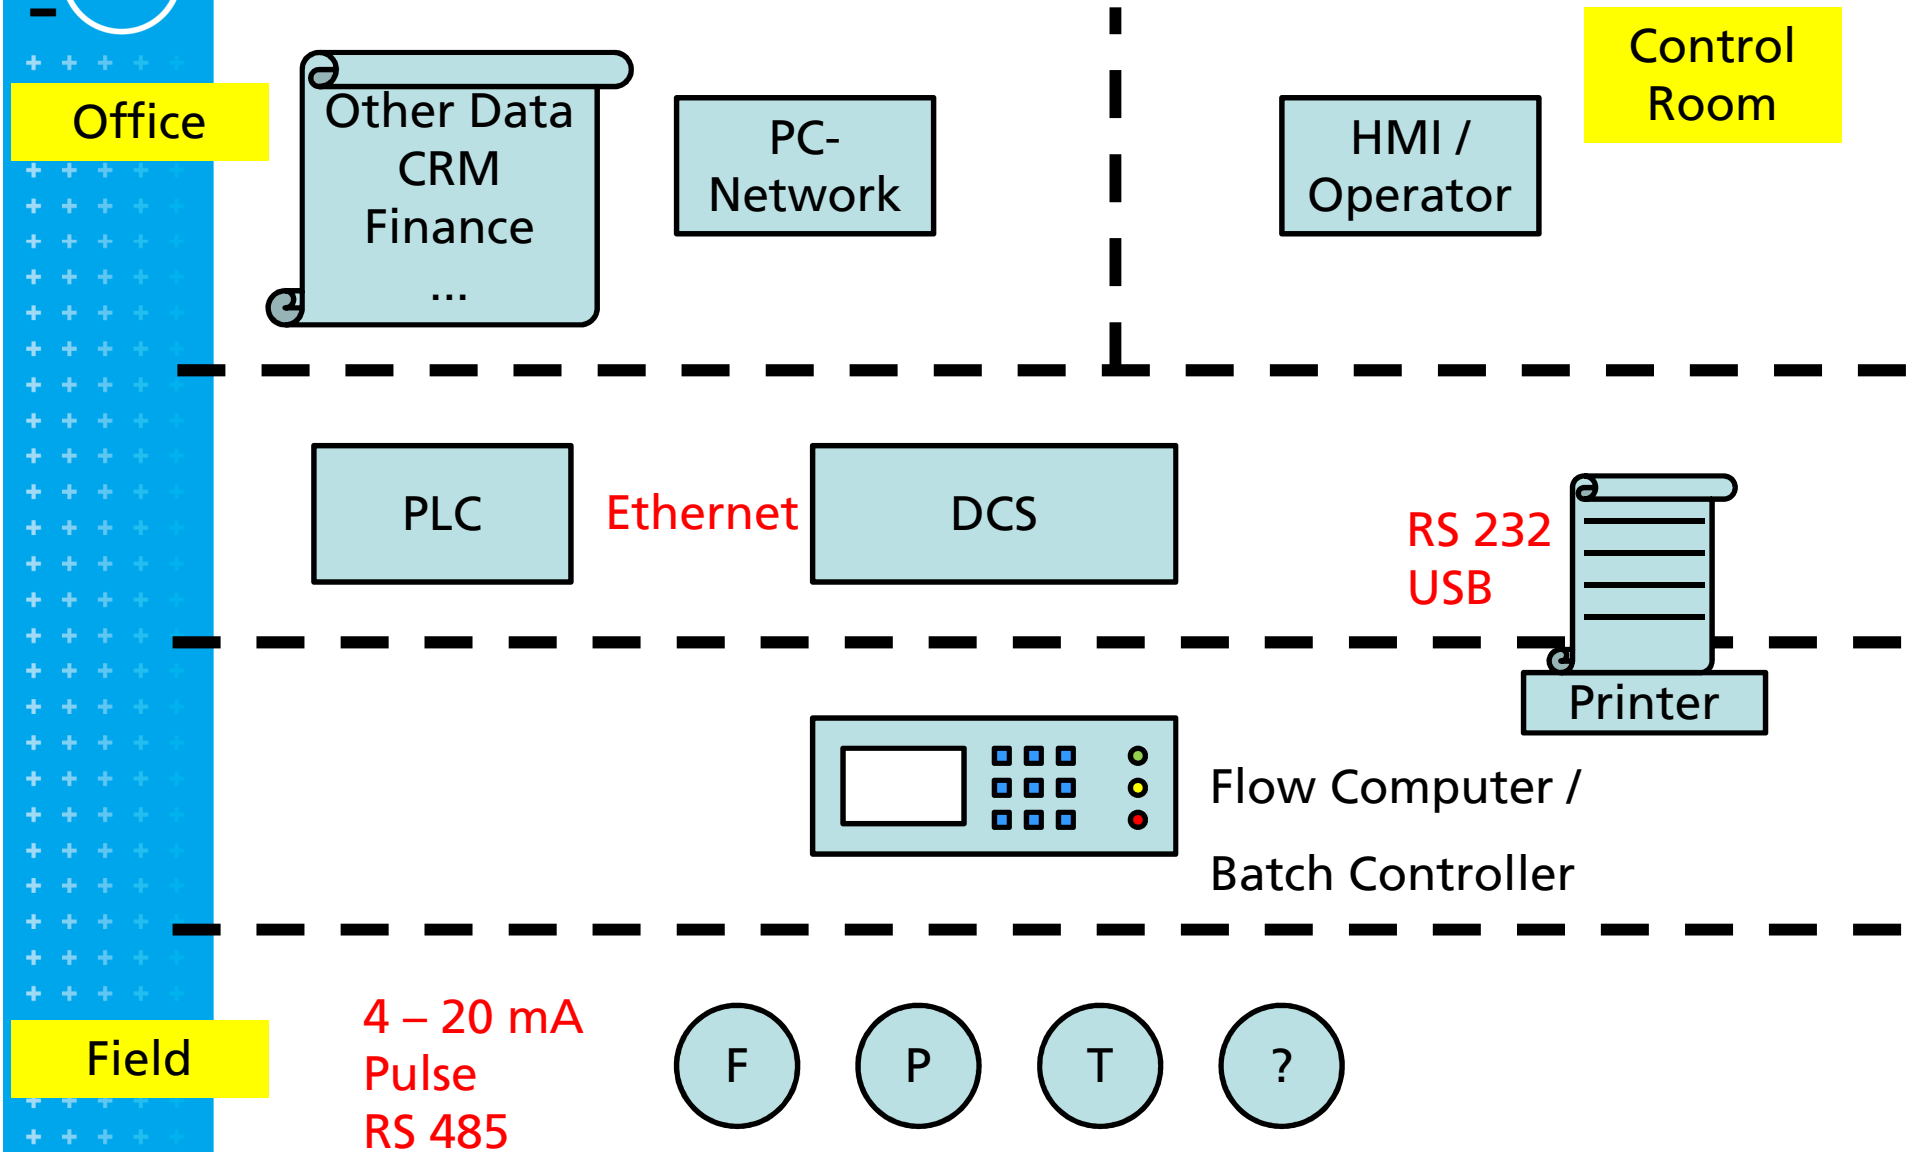 Office
Other Data
CRM
Finance
...
PC-
Network
HMI /
Operator
Control
Room
PLC
Ethernet
DCS
RS 232
USB
Printer
Flow Computer /
Batch Controller
Field
4 – 20 mA
Pulse
RS 485
F
P
T
?